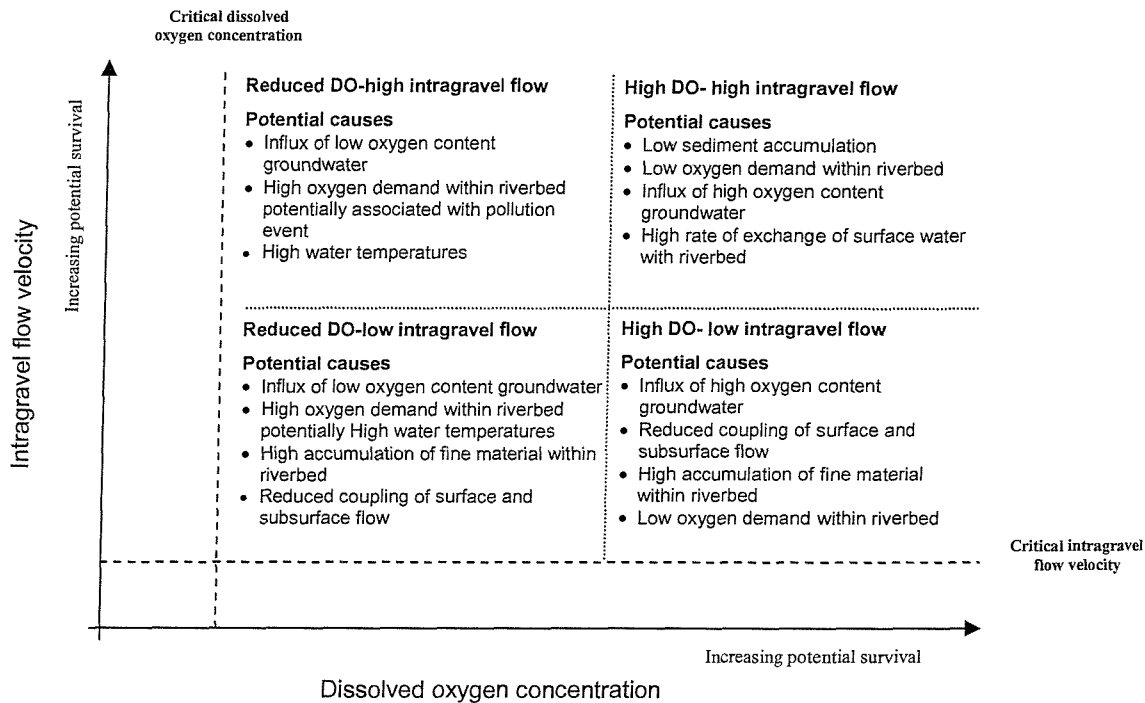 Critical dissolved
oxygen concentration
Reduced DO-high intragravel flow
Potential causes
• Influx of low oxygen content
groundwater
• High oxygen demand within riverbed
potentially associated with pollution
event
• High water temperatures
High DO- high intragravel flow
Potential causes
• Low sediment accumulation
• Low oxygen demand within riverbed
• Influx of high oxygen content
groundwater
• High rate of exchange of surface water
with riverbed
Increasing potential survival
Intragravel flow velocity
Reduced DO-low intragravel flow
Potential causes
• Influx of low oxygen content groundwater
• High oxygen demand within riverbed
potentially High water temperatures
• High accumulation of fine material within
riverbed
• Reduced coupling of surface and
subsurface flow
High DO- low intragravel flow
Potential causes
• Influx of high oxygen content
groundwater
• Reduced coupling of surface and
subsurface flow
• High accumulation of fine material
within riverbed
• Low oxygen demand within riverbed
Critical intragravel
flow velocity
Increasing potential survival
Dissolved oxygen concentration